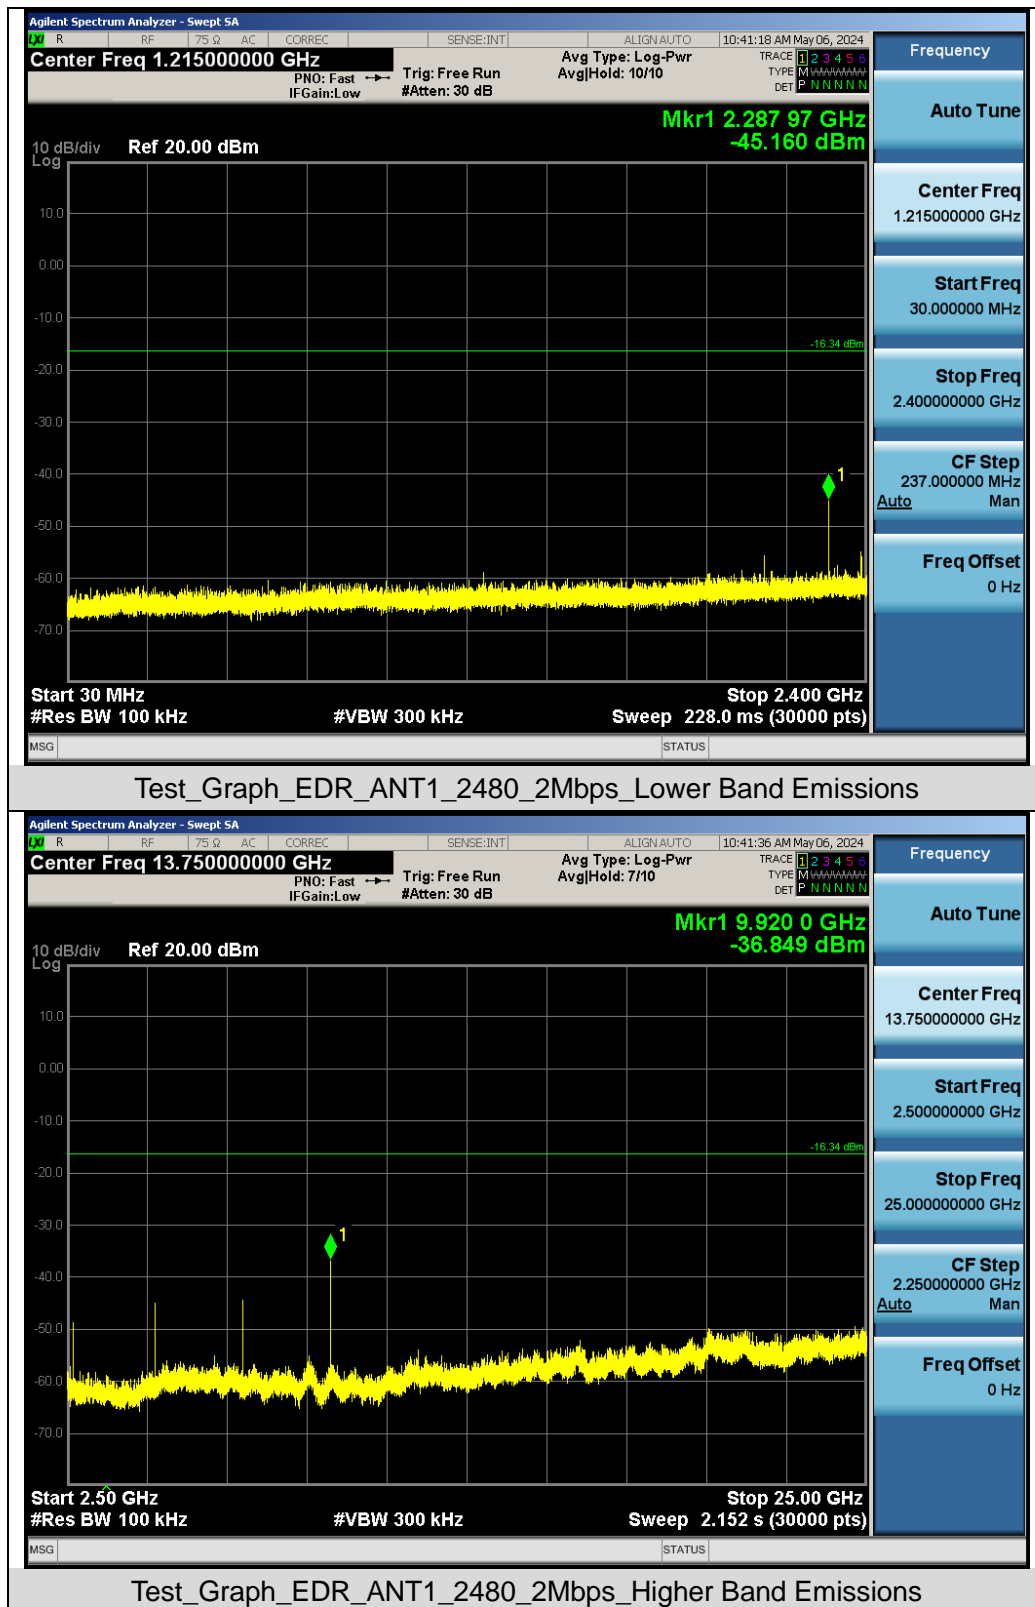 Agilent Spectrum Analyzer - Swept SA
LXI R RF 75 Ω AC CORREC SENSE:INT ALIGN AUTO 10:41:18 AM May 06, 2024
Center Freq 1.215000000 GHz
PNO: Fast
IFGain:Low
Trig: Free Run
#Atten: 30 dB
Avg Type: Log-Pwr
Avg|Hold: 10/10
TRACE 1 2 3 4 5 6
TYPE M
DET P N N N N N
Mkr1 2.287 97 GHz
-45.160 dBm
10 dB/div Ref 20.00 dBm
Log
10.0
0.00
-10.0
-16.34 dBm
-20.0
-30.0
-40.0
1
-50.0
-60.0
-70.0
Start 30 MHz Stop 2.400 GHz
#Res BW 100 kHz #VBW 300 kHz Sweep 228.0 ms (30000 pts)
MSG STATUS
Frequency
Auto Tune
Center Freq
1.215000000 GHz
Start Freq
30.000000 MHz
Stop Freq
2.400000000 GHz
CF Step
237.000000 MHz
Auto Man
Freq Offset
0 Hz
Test_Graph_EDR_ANT1_2480_2Mbps_Lower Band Emissions
Agilent Spectrum Analyzer - Swept SA
LXI R RF 75 Ω AC CORREC SENSE:INT ALIGN AUTO 10:41:36 AM May 06, 2024
Center Freq 13.750000000 GHz
PNO: Fast
IFGain:Low
Trig: Free Run
#Atten: 30 dB
Avg Type: Log-Pwr
Avg|Hold: 7/10
TRACE 1 2 3 4 5 6
TYPE M
DET P N N N N N
Mkr1 9.920 0 GHz
-36.849 dBm
10 dB/div Ref 20.00 dBm
Log
10.0
0.00
-10.0
-16.34 dBm
-20.0
-30.0
1
-40.0
-50.0
-60.0
-70.0
Start 2.50 GHz Stop 25.00 GHz
#Res BW 100 kHz #VBW 300 kHz Sweep 2.152 s (30000 pts)
MSG STATUS
Frequency
Auto Tune
Center Freq
13.750000000 GHz
Start Freq
2.500000000 GHz
Stop Freq
25.000000000 GHz
CF Step
2.250000000 GHz
Auto Man
Freq Offset
0 Hz
Test_Graph_EDR_ANT1_2480_2Mbps_Higher Band Emissions